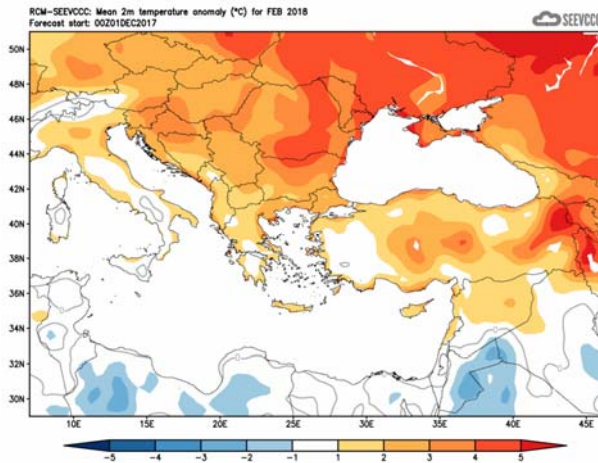 RCM-SEEVCCC: Mean 2m temperature anomaly (°C) for FEB 2018
Forecast start: 00Z01DEC2017
SEEVCCC
50N
48N
46N
44N
42N
40N
38N
36N
34N
32N
30N
10E 15E 20E 25E 30E 35E 40E 45E
-5 -4 -3 -2 -1 1 2 3 4 5